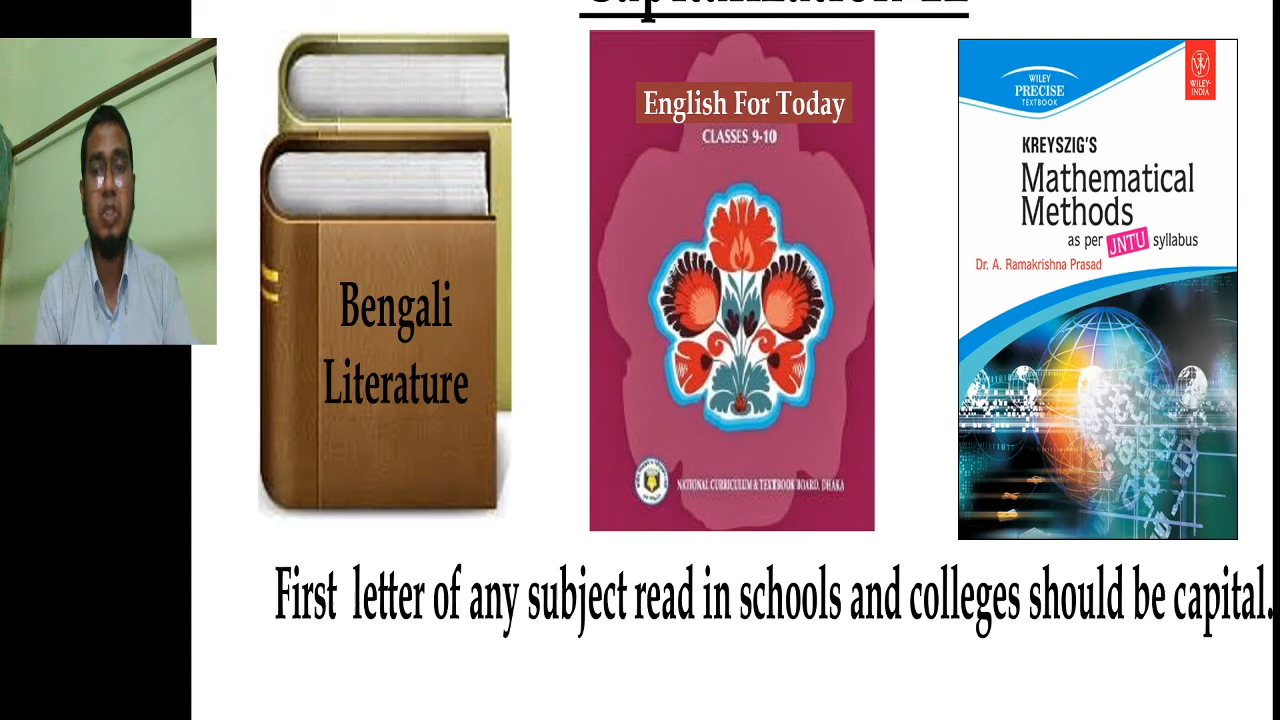 Bengali
Literature
English For Today
CLASSES 9-10
NATIONAL CURRICULUM & TEXTBOOK BOARD, DHAKA
WILEY
PRECISE
TEXTBOOK
WILEY-
INDIA
KREYSZIG'S
Mathematical
Methods
as per JNTU syllabus
Dr. A. Ramakrishna Prasad
First letter of any subject read in schools and colleges should be capital.